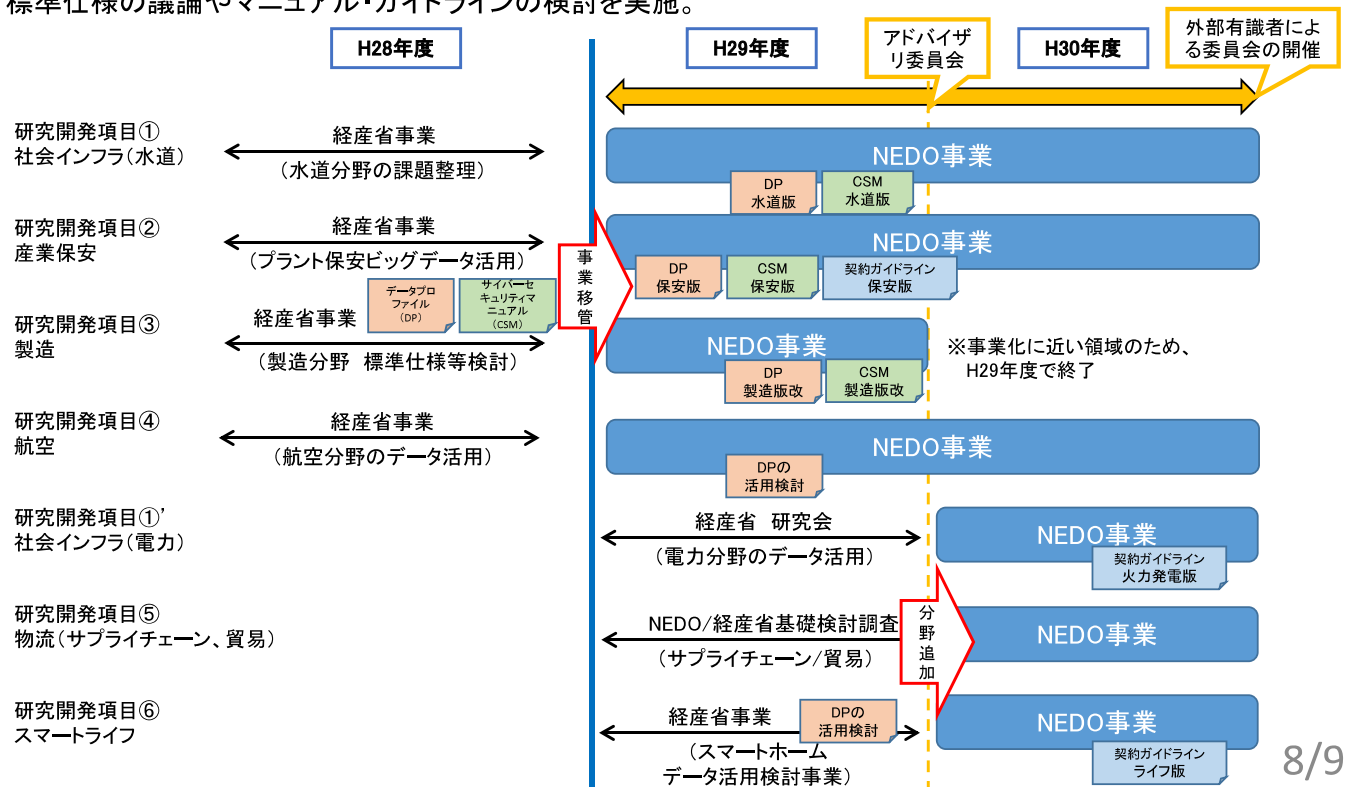 標準仕様の議論やマニュアル・ガイドラインの検討を実施。
H28年度
H29年度
アドバイザ
リ委員会
H30年度
外部有識者によ
る委員会の開催
研究開発項目①
社会インフラ(水道)
経産省事業
(水道分野の課題整理)
NEDO事業
DP
水道版
CSM
水道版
研究開発項目②
産業保安
経産省事業
(プラント保安ビッグデータ活用)
事業移管
NEDO事業
DP
保安版
CSM
保安版
契約ガイドライン
保安版
データプロ
ファイル
(DP)
サイバーセ
キュリティマ
ニュアル
(CSM)
研究開発項目③
製造
経産省事業
(製造分野 標準仕様等検討)
NEDO事業
DP
製造版改
CSM
製造版改
※事業化に近い領域のため、
H29年度で終了
研究開発項目④
航空
経産省事業
(航空分野のデータ活用)
NEDO事業
DPの
活用検討
研究開発項目①’
社会インフラ(電力)
経産省 研究会
(電力分野のデータ活用)
NEDO事業
契約ガイドライン
火力発電版
研究開発項目⑤
物流(サプライチェーン、貿易)
NEDO/経産省基礎検討調査
(サプライチェーン/貿易)
分野追加
NEDO事業
研究開発項目⑥
スマートライフ
経産省事業
DPの
活用検討
(スマートホーム
データ活用検討事業)
NEDO事業
契約ガイドライン
ライフ版
8/9